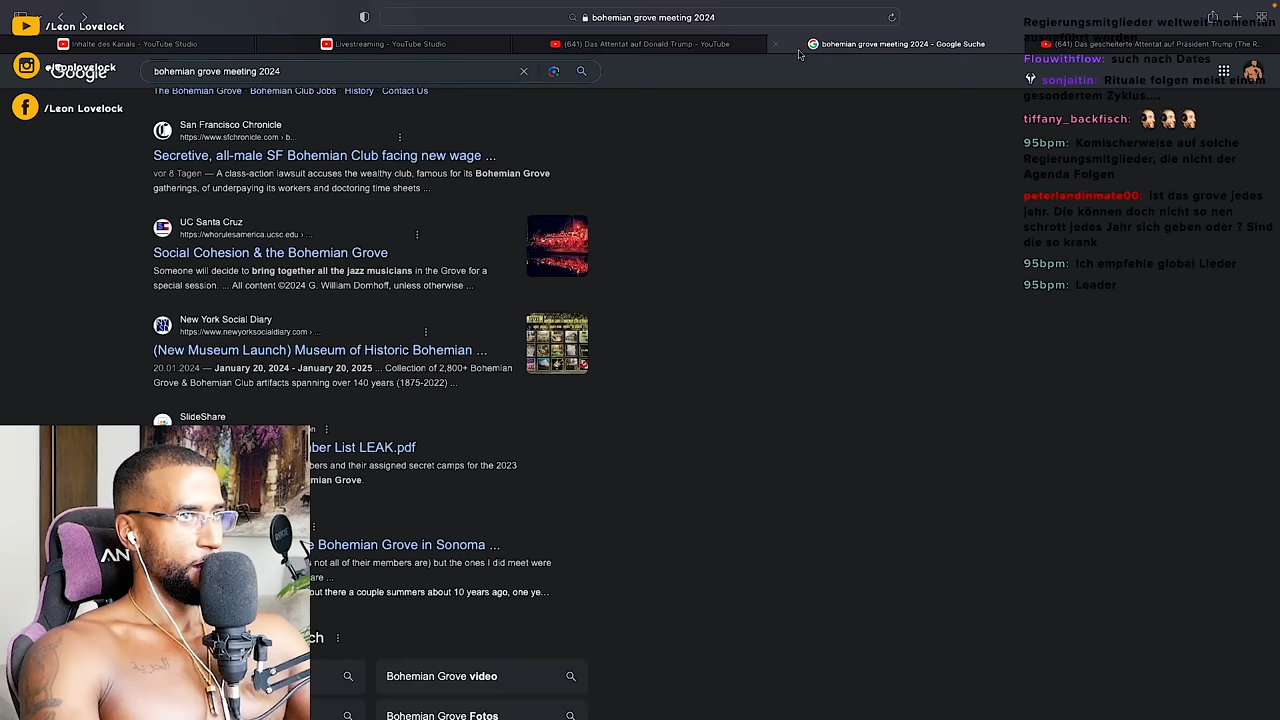 /Leon Lovelock
bohemian grove meeting 2024
Inhalte des Kanals - YouTube Studio
Livestreaming - YouTube Studio
(641) Das Attentat auf Donald Trump - YouTube
bohemian grove meeting 2024 - Google Suche
(641) Das gescheiterte Attentat auf Präsident Trump (The R...
Google
bohemian grove meeting 2024
/Leon Lovelock
The Bohemian Grove · Bohemian Club Jobs · History · Contact Us
San Francisco Chronicle
https://www.sfchronicle.com › b...
Secretive, all-male SF Bohemian Club facing new wage ...
vor 8 Tagen — A class-action lawsuit accuses the wealthy club, famous for its Bohemian Grove
gatherings, of underpaying its workers and doctoring time sheets ...
UC Santa Cruz
https://whorulesamerica.ucsc.edu › ...
Social Cohesion & the Bohemian Grove
Someone will decide to bring together all the jazz musicians in the Grove for a
special session. ... All content ©2024 G. William Domhoff, unless otherwise ...
New York Social Diary
https://www.newyorksocialdiary.com › ...
(New Museum Launch) Museum of Historic Bohemian ...
20.01.2024 — January 20, 2024 - January 20, 2025 ... Collection of 2,800+ Bohemian
Grove & Bohemian Club artifacts spanning over 140 years (1875-2022) ...
SlideShare
ber List LEAK.pdf
bers and their assigned secret camps for the 2023
mian Grove.
e Bohemian Grove in Sonoma ...
s not all of their members are) but the ones I did meet were
are ...
out there a couple summers about 10 years ago, one ye...
ch
Bohemian Grove video
Bohemian Grove Fotos
Regierungsmitglieder weltweit momentan
Flouwithflow: such nach Dates
sonjaitin: Rituale folgen meist einem
gesondertem Zyklus....
tiffany_backfisch:
95bpm: Komischerweise auf solche
Regierungsmitglieder, die nicht der
Agenda Folgen
peterlandinmate00: ist das grove jedes
jahr. Die können doch nicht so nen
schrott jedes Jahr sich geben oder ? Sind
die so krank
95bpm: Ich empfehle global Lieder
95bpm: Leader
AN
RØDE